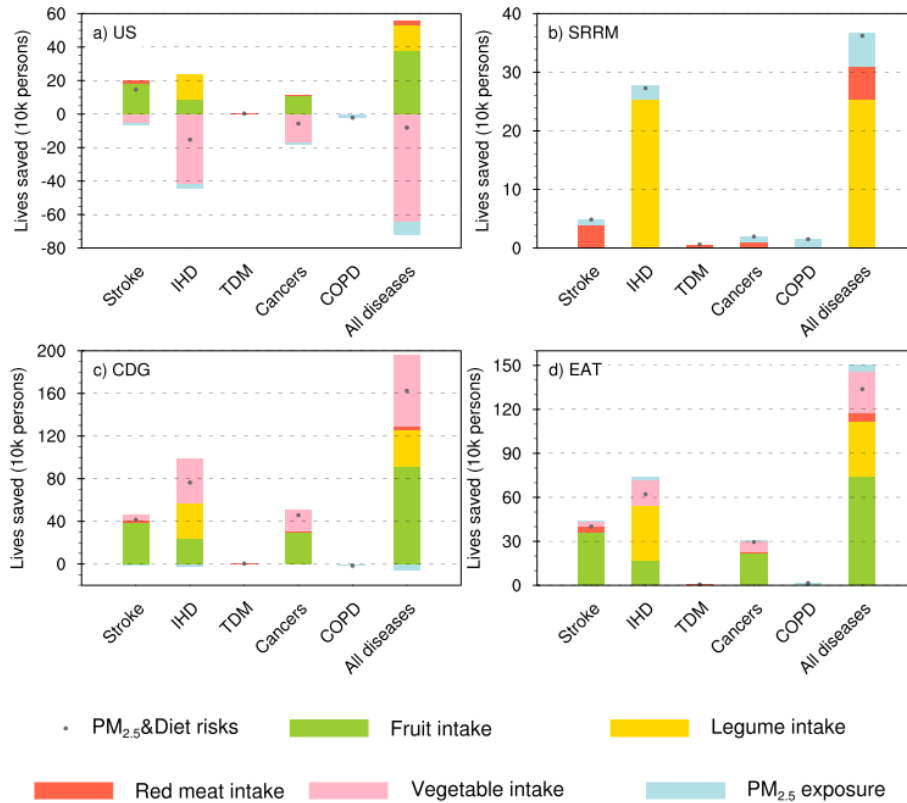 a) US
Lives saved (10k persons)
60
40
20
0
-20
-40
-60
-80
Stroke
IHD
TDM
Cancers
COPD
All diseases
b) SRRM
Lives saved (10k persons)
40
30
20
10
0
Stroke
IHD
TDM
Cancers
COPD
All diseases
c) CDG
Lives saved (10k persons)
200
160
120
80
40
0
Stroke
IHD
TDM
Cancers
COPD
All diseases
d) EAT
Lives saved (10k persons)
150
120
90
60
30
0
Stroke
IHD
TDM
Cancers
COPD
All diseases
PM2.5&Diet risks
Fruit intake
Legume intake
Red meat intake
Vegetable intake
PM2.5 exposure